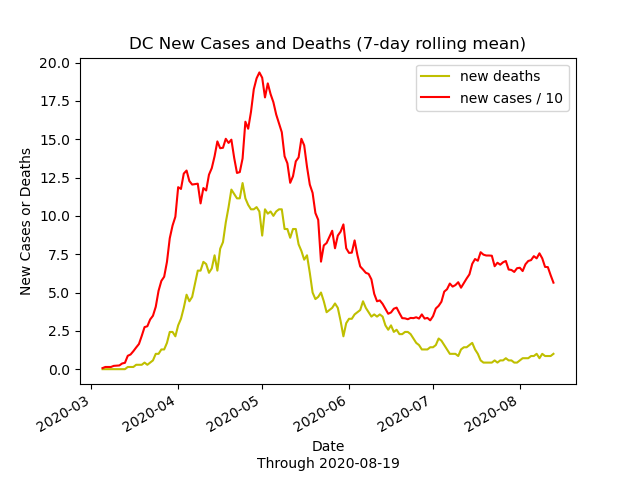 DC New Cases and Deaths (7-day rolling mean)
new deaths
new cases / 10
20.0
17.5
15.0
12.5
10.0
7.5
5.0
2.5
0.0
New Cases or Deaths
2020-03
2020-04
2020-05
2020-06
2020-07
2020-08
Date
Through 2020-08-19